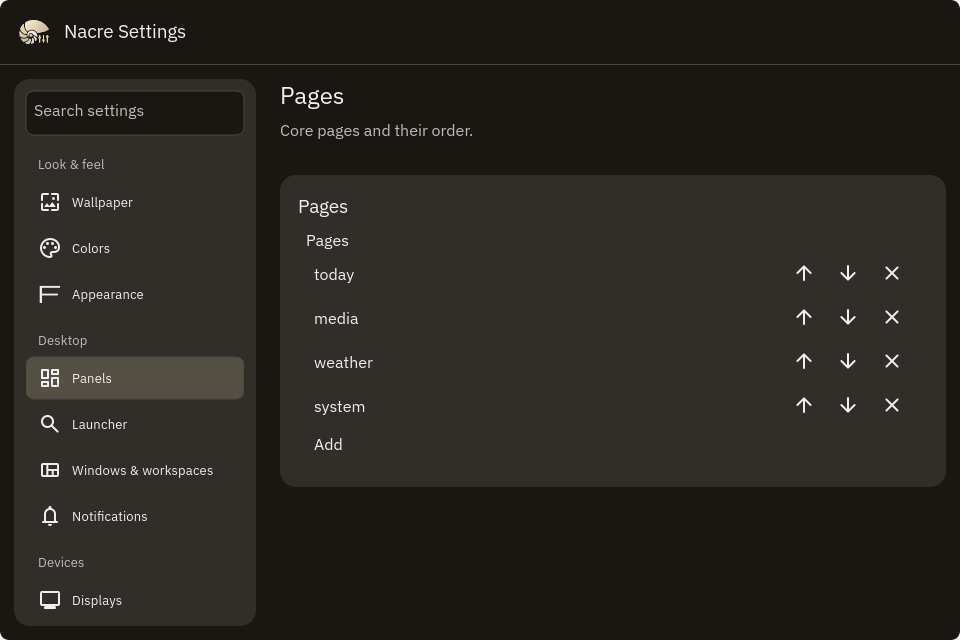 Nacre Settings
Search settings
Look & feel
Wallpaper
Colors
Appearance
Desktop
Panels
Launcher
Windows & workspaces
Notifications
Devices
Displays
Pages
Core pages and their order.
Pages
Pages
today
media
weather
system
Add